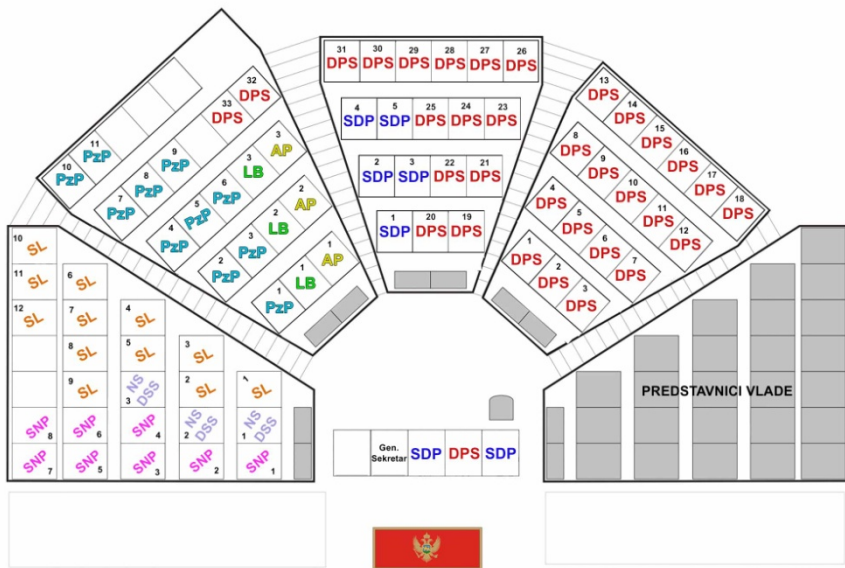 31 30 29 28 27 26
DPS DPS DPS DPS DPS DPS
4 5 25 24 23
SDP SDP DPS DPS DPS
2 3 22 21
SDP SDP DPS DPS
1 20 19
SDP DPS DPS
32
DPS
33
DPS
9
PzP
8
PzP
7
PzP
11
PzP
10
PzP
3
AP
3
LB
6
PzP
5
PzP
4
PzP
2
AP
2
LB
3
PzP
2
PzP
1
AP
1
LB
1
PzP
13
DPS
14
DPS
15
DPS
16
DPS
17
DPS
18
DPS
8
DPS
9
DPS
10
DPS
11
DPS
12
DPS
4
DPS
5
DPS
6
DPS
7
DPS
1
DPS
2
DPS
3
DPS
10
SL
11
SL
12
SL
SNP
8
SNP
7
6
SL
7
SL
8
SL
9
SL
SNP
6
SNP
5
4
SL
5
SL
NS
DSS
3
SNP
4
SNP
3
3
SL
2
SL
NS
DSS
2
SNP
2
1
SL
NS
DSS
1
SNP
1
PREDSTAVNICI VLADE
Gen.
Sekretar
SDP DPS SDP